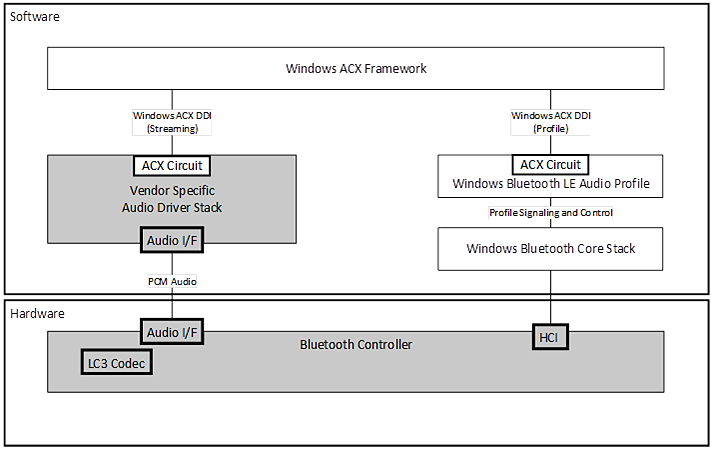 Software
Windows ACX Framework
Windows ACX DDI
(Streaming)
Windows ACX DDI
(Profile)
ACX Circuit
Vendor Specific
Audio Driver Stack
Audio I/F
ACX Circuit
Windows Bluetooth LE Audio Profile
Profile Signaling and Control
Windows Bluetooth Core Stack
PCM Audio
Hardware
Audio I/F
LC3 Codec
Bluetooth Controller
HCI